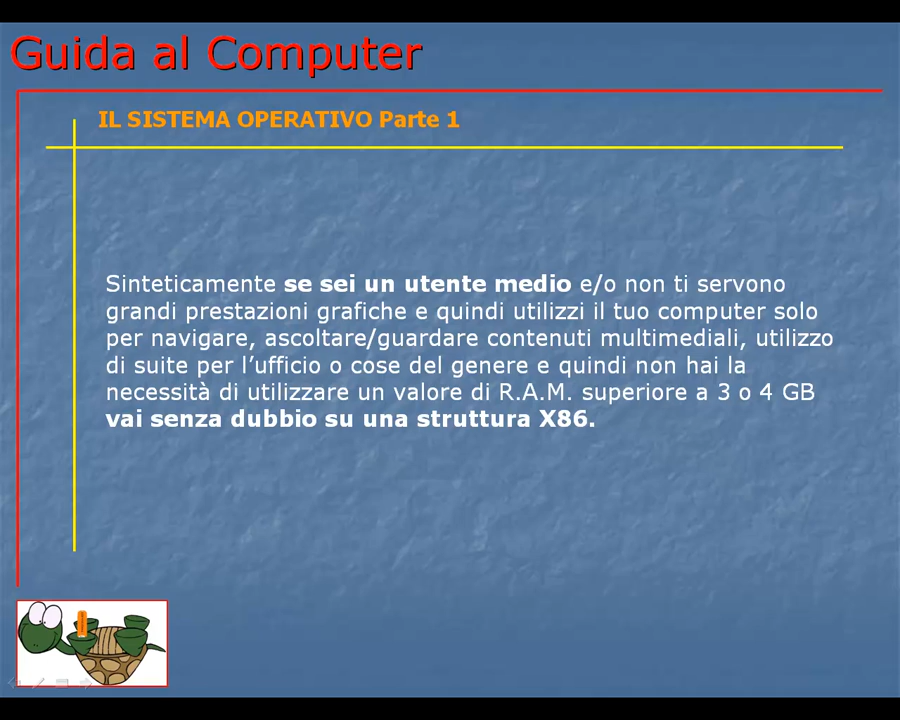 Guida al Computer
IL SISTEMA OPERATIVO Parte 1
Sinteticamente se sei un utente medio e/o non ti servono
grandi prestazioni grafiche e quindi utilizzi il tuo computer solo
per navigare, ascoltare/guardare contenuti multimediali, utilizzo
di suite per l’ufficio o cose del genere e quindi non hai la
necessità di utilizzare un valore di R.A.M. superiore a 3 o 4 GB
vai senza dubbio su una struttura X86.